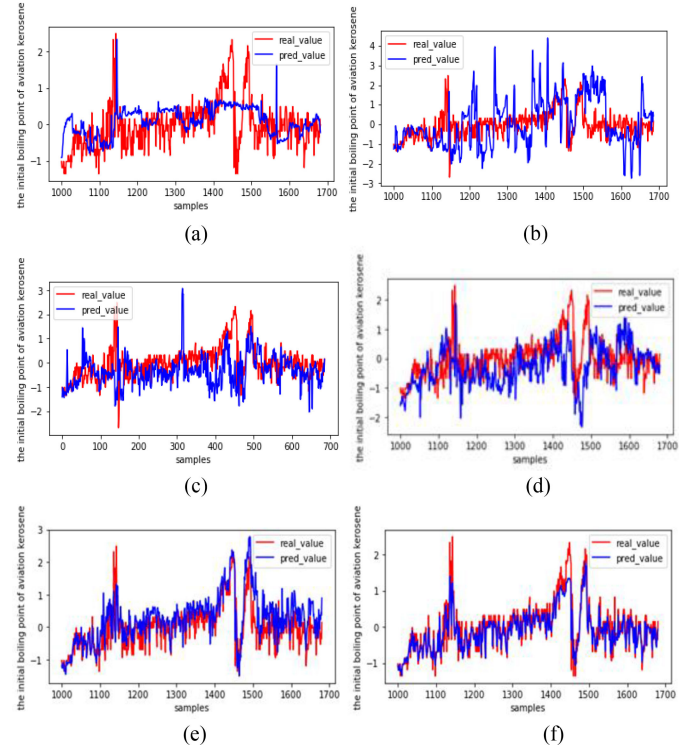 the initial boiling point of aviation kerosene
2
1
0
−1
real_value
pred_value
1000 1100 1200 1300 1400 1500 1600 1700
samples
(a)
the initial boiling point of aviation kerosene
4
3
2
1
0
−1
−2
−3
real_value
pred_value
1000 1100 1200 1300 1400 1500 1600 1700
(b)
the initial boiling point of aviation kerosene
3
2
1
0
−1
−2
real_value
pred_value
0 100 200 300 400 500 600 700
samples
(c)
the initial boiling point of aviation kerosene
2
1
0
−1
−2
real_value
pred_value
1000 1100 1200 1300 1400 1500 1600 1700
samples
(d)
the initial boiling point of aviation kerosene
3
2
1
0
−1
real_value
pred_value
1000 1100 1200 1300 1400 1500 1600 1700
samples
(e)
the initial boiling point of aviation kerosene
2
1
0
−1
real_value
pred_value
1000 1100 1200 1300 1400 1500 1600 1700
samples
(f)